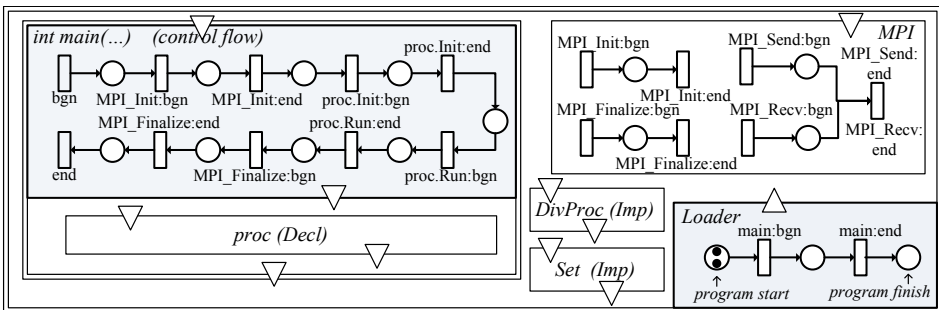 int main(...) (control flow)
proc.Init:end
bgn
MPI_Init:bgn
MPI_Init:end
proc.Init:bgn
MPI_Finalize:end
proc.Run:end
end
MPI_Finalize:bgn
proc.Run:bgn
proc (Decl)
MPI
MPI_Init:bgn
MPI_Init:end
MPI_Send:bgn
MPI_Send:
end
MPI_Finalize:bgn
MPI_Finalize:end
MPI_Recv:bgn
MPI_Recv:
end
DivProc (Imp)
Set (Imp)
Loader
main:bgn
main:end
program start
program finish